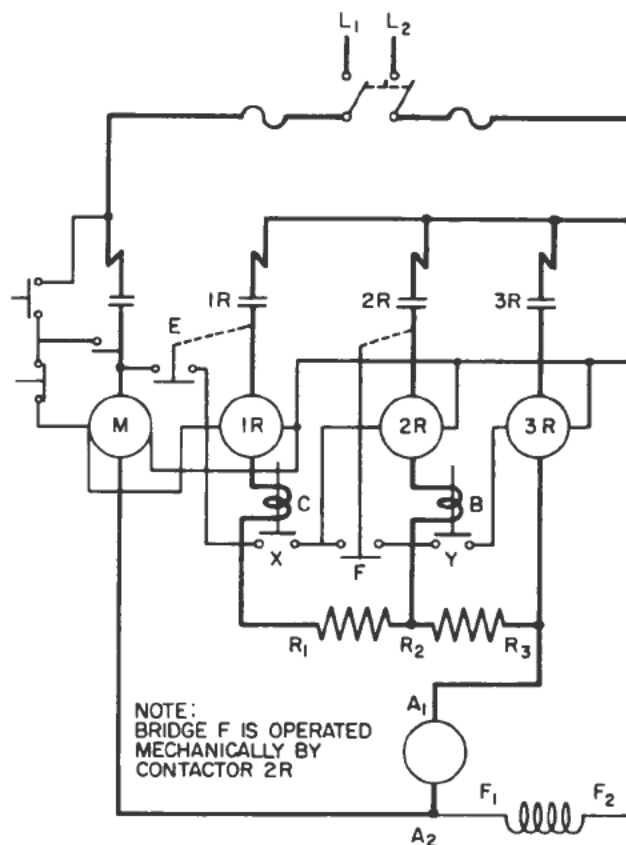 L₁ L₂
1R 2R 3R
E
M 1R 2R 3R
C B
X F Y
R₁ R₂ R₃
A₁
NOTE:
BRIDGE F IS OPERATED
MECHANICALLY BY
CONTACTOR 2R
F₁ F₂
A₂